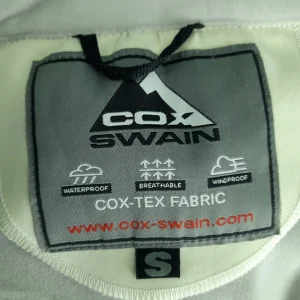 COX
SWAIN
WATERPROOF BREATHABLE WINDPROOF
COX-TEX FABRIC
www.cox-swain.com
S